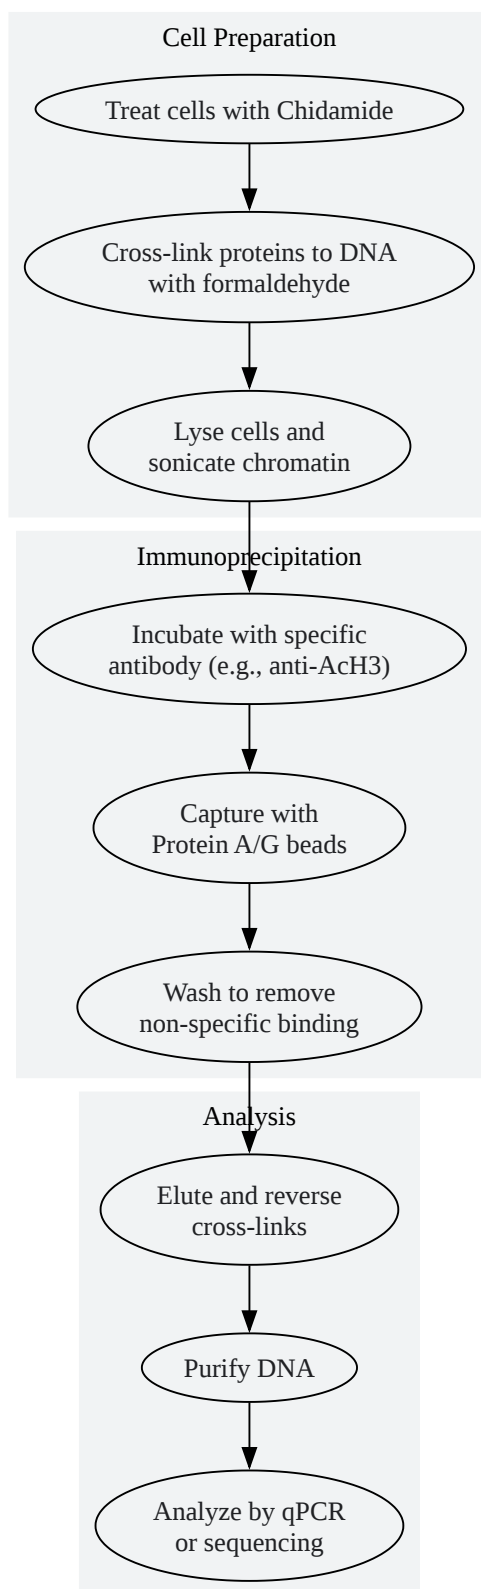 Cell Preparation
Treat cells with Chidamide
Cross-link proteins to DNA
with formaldehyde
Lyse cells and
sonicate chromatin
Immunoprecipitation
Incubate with specific
antibody (e.g., anti-AcH3)
Capture with
Protein A/G beads
Wash to remove
non-specific binding
Analysis
Elute and reverse
cross-links
Purify DNA
Analyze by qPCR
or sequencing